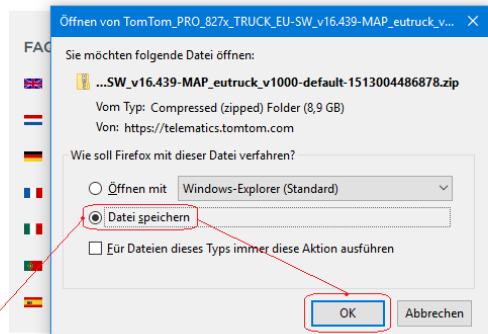 Öffnen von TomTom_PRO_827x_TRUCK_EU-SW_v16.439-MAP_eutruck_v...
FAC
Sie möchten folgende Datei öffnen:
...SW_v16.439-MAP_eutruck_v1000-default-1513004486878.zip
Vom Typ: Compressed (zipped) Folder (8,9 GB)
Von: https://telematics.tomtom.com
Wie soll Firefox mit dieser Datei verfahren?
Öffnen mit Windows-Explorer (Standard)
Datei speichern
Für Dateien dieses Typs immer diese Aktion ausführen
OK Abbrechen